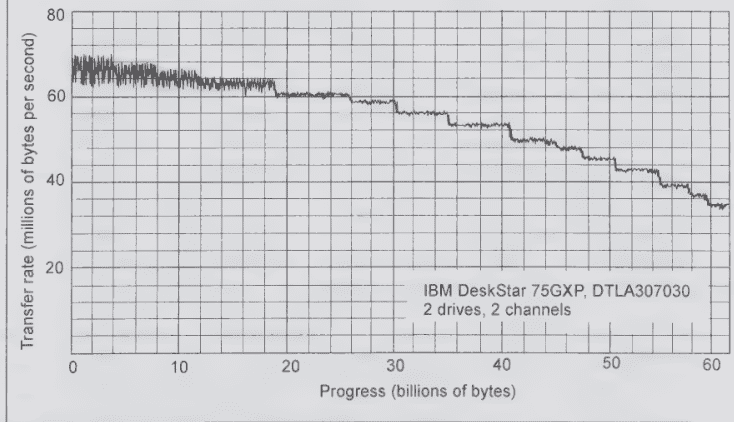 Transfer rate (millions of bytes per second)
80
60
40
20
0
10
20
30
40
50
60
IBM DeskStar 75GXP, DTLA307030
2 drives, 2 channels
Progress (billions of bytes)